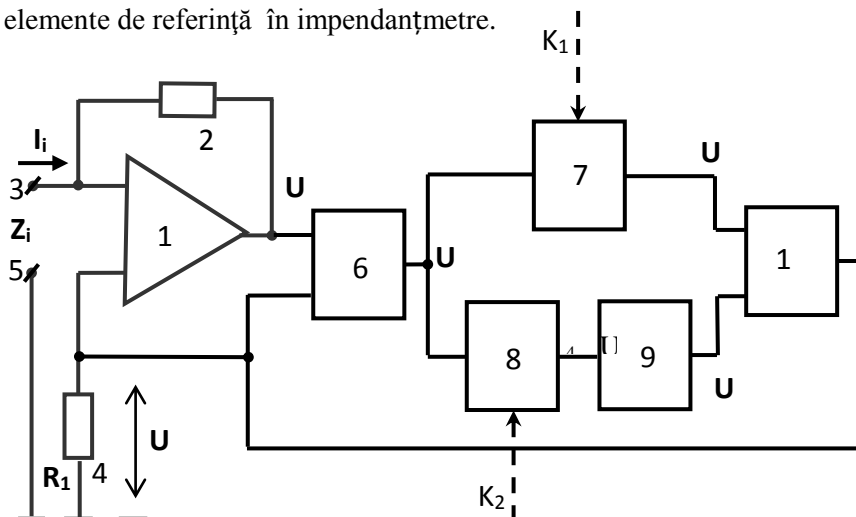 elemente de referinţă în impendanțmetre.
K1
Ii
2
U
7
U
3
Zi
1
1
5
6
U
8
9
U
U
R1
4
K2